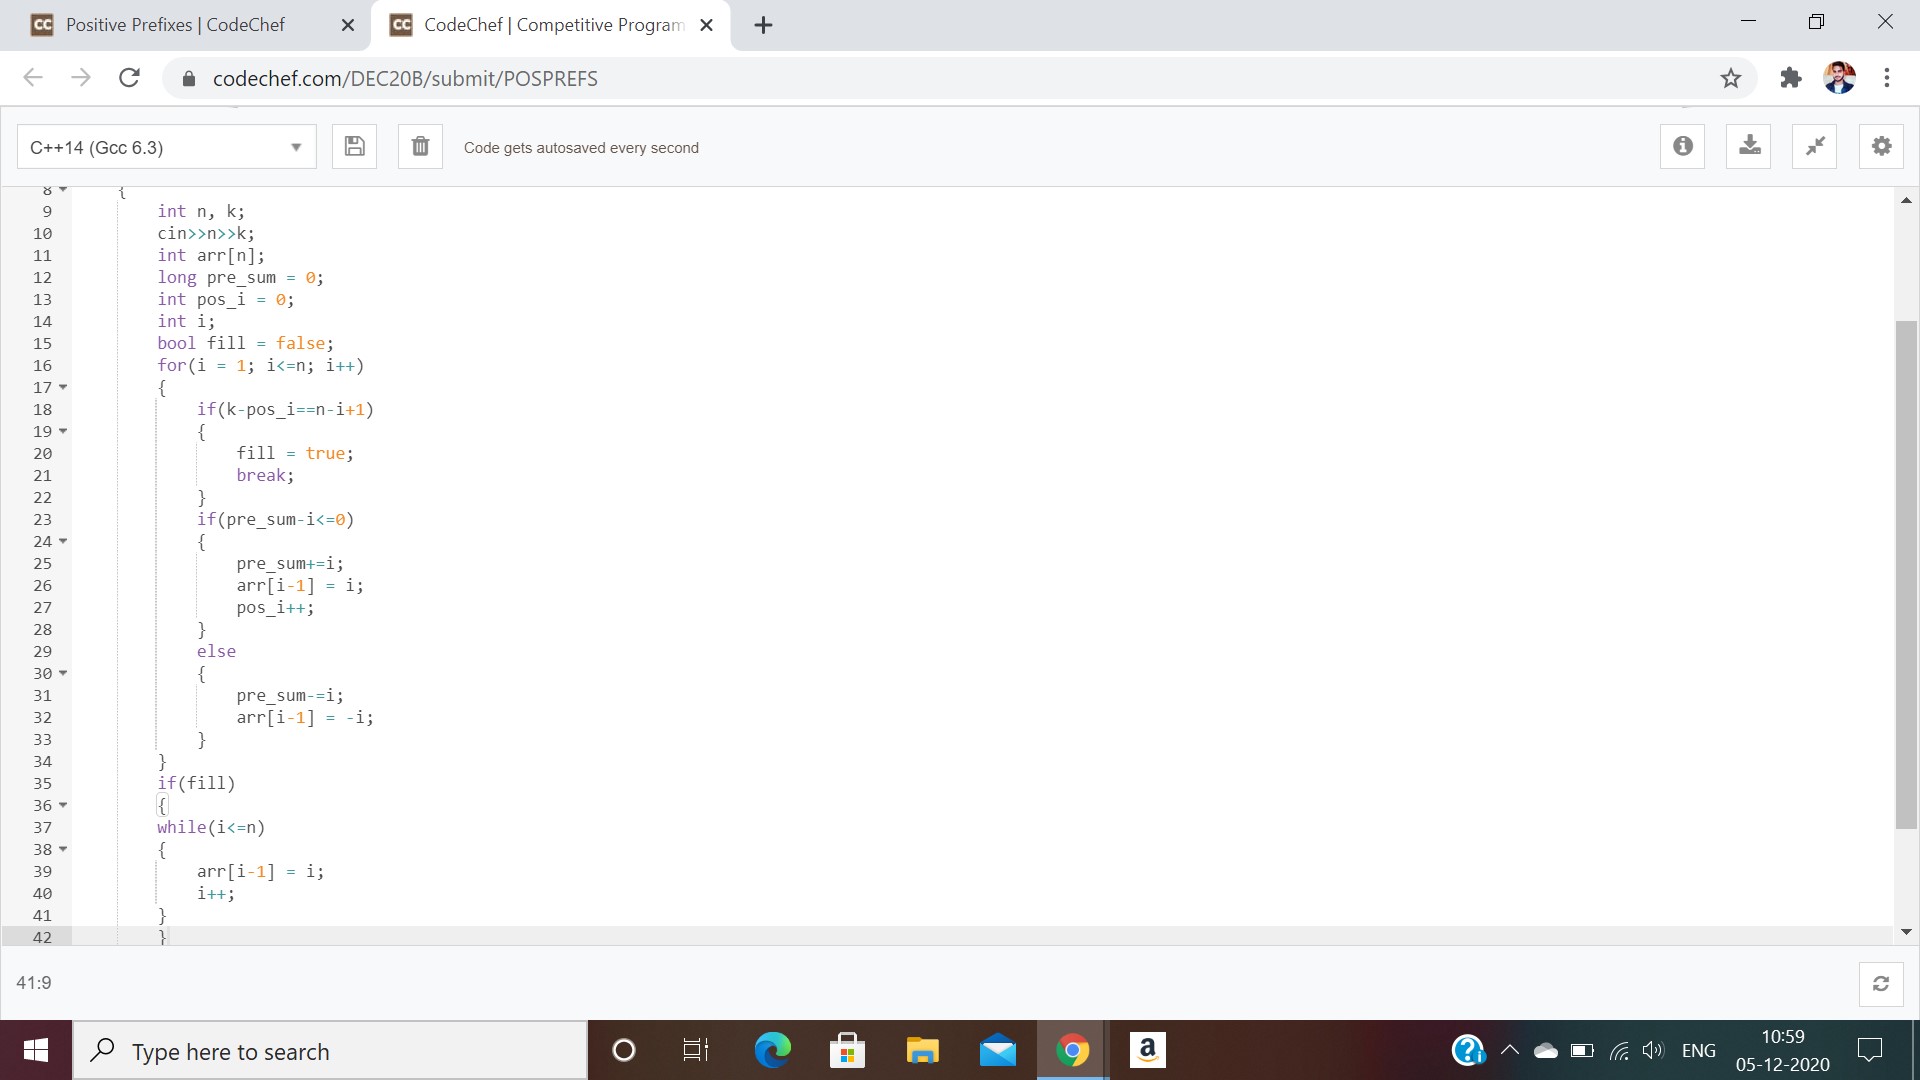 Positive Prefixes | CodeChef
CodeChef | Competitive Program
codechef.com/DEC20B/submit/POSPREFS
C++14 (Gcc 6.3)
Code gets autosaved every second
8 {
9 int n, k;
10 cin>>n>>k;
11 int arr[n];
12 long pre_sum = 0;
13 int pos_i = 0;
14 int i;
15 bool fill = false;
16 for(i = 1; i<=n; i++)
17 {
18 if(k-pos_i==n-i+1)
19 {
20 fill = true;
21 break;
22 }
23 if(pre_sum-i<=0)
24 {
25 pre_sum+=i;
26 arr[i-1] = i;
27 pos_i++;
28 }
29 else
30 {
31 pre_sum-=i;
32 arr[i-1] = -i;
33 }
34 }
35 if(fill)
36 {
37 while(i<=n)
38 {
39 arr[i-1] = i;
40 i++;
41 }
42 }
41:9
Type here to search
ENG
10:59
05-12-2020